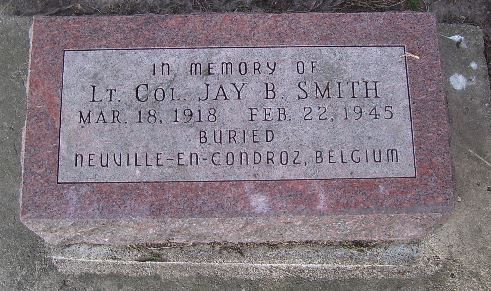 IN MEMORY OF
LT. COL. JAY B. SMITH
MAR. 18, 1918 FEB. 22, 1945
BURIED
NEUVILLE-EN-CONDROZ, BELGIUM